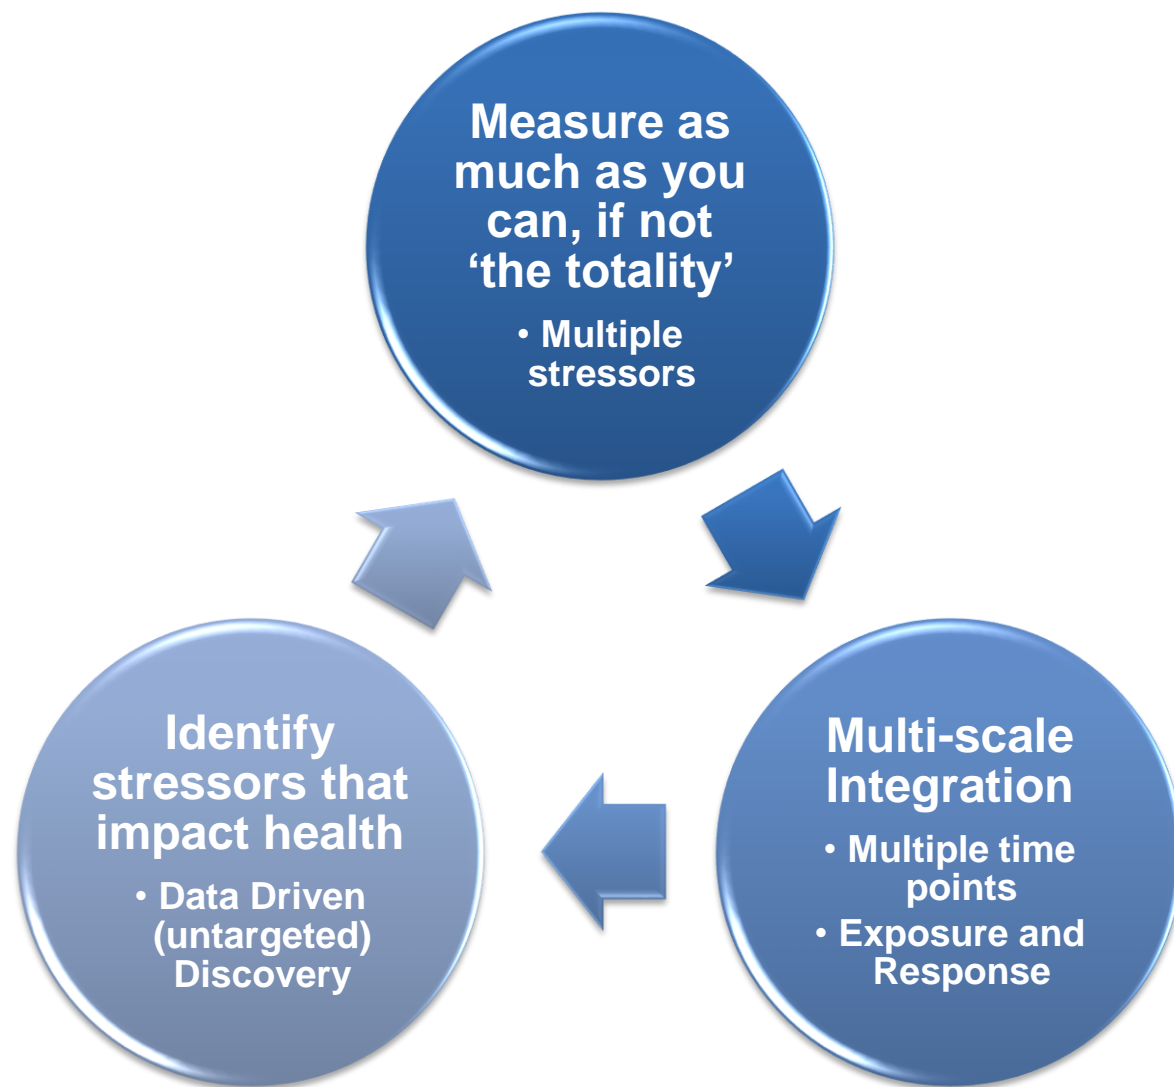 Measure as
much as you
can, if not
‘the totality’
• Multiple
stressors
Multi-scale
Integration
• Multiple time
points
• Exposure and
Response
Identify
stressors that
impact health
• Data Driven
(untargeted)
Discovery